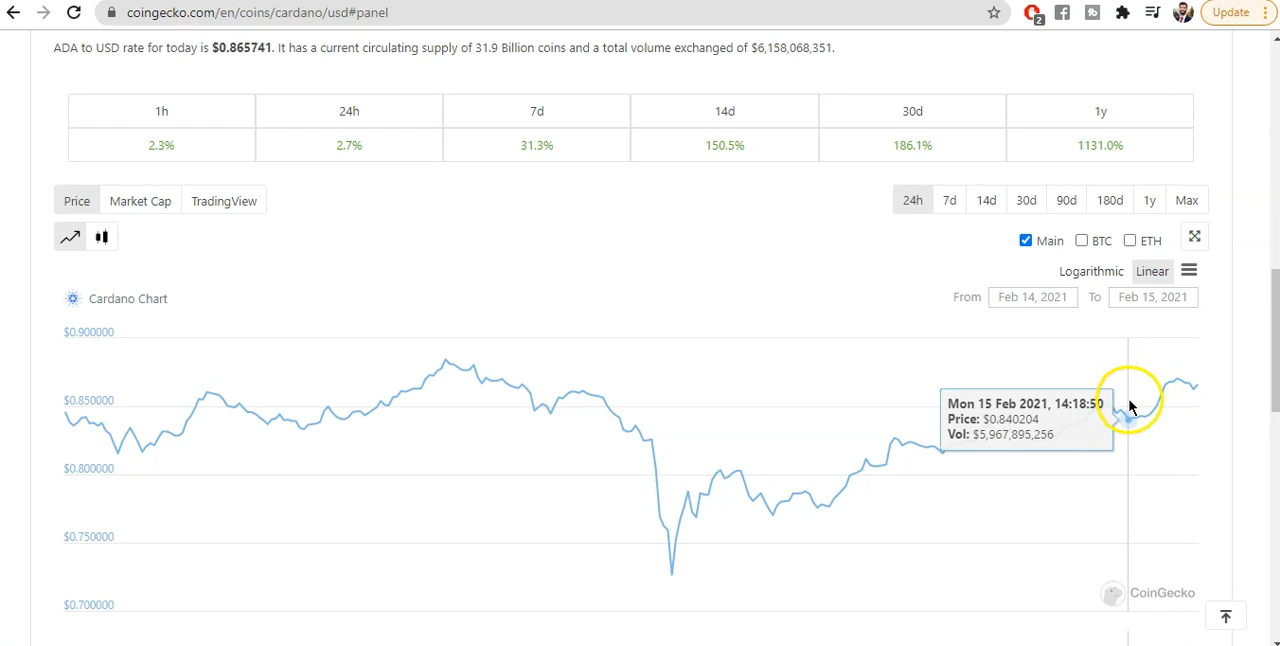 coingecko.com/en/coins/cardano/usd#panel
2
Update
ADA to USD rate for today is $0.865741. It has a current circulating supply of 31.9 Billion coins and a total volume exchanged of $6,158,068,351.
1h 24h 7d 14d 30d 1y
2.3% 2.7% 31.3% 150.5% 186.1% 1131.0%
Price Market Cap TradingView 24h 7d 14d 30d 90d 180d 1y Max
Main BTC ETH
Logarithmic Linear
Cardano Chart From Feb 14, 2021 To Feb 15, 2021
$0.900000
$0.850000
Mon 15 Feb 2021, 14:18:50
Price: $0.840204
Vol: $5,967,895,256
$0.800000
$0.750000
CoinGecko
$0.700000